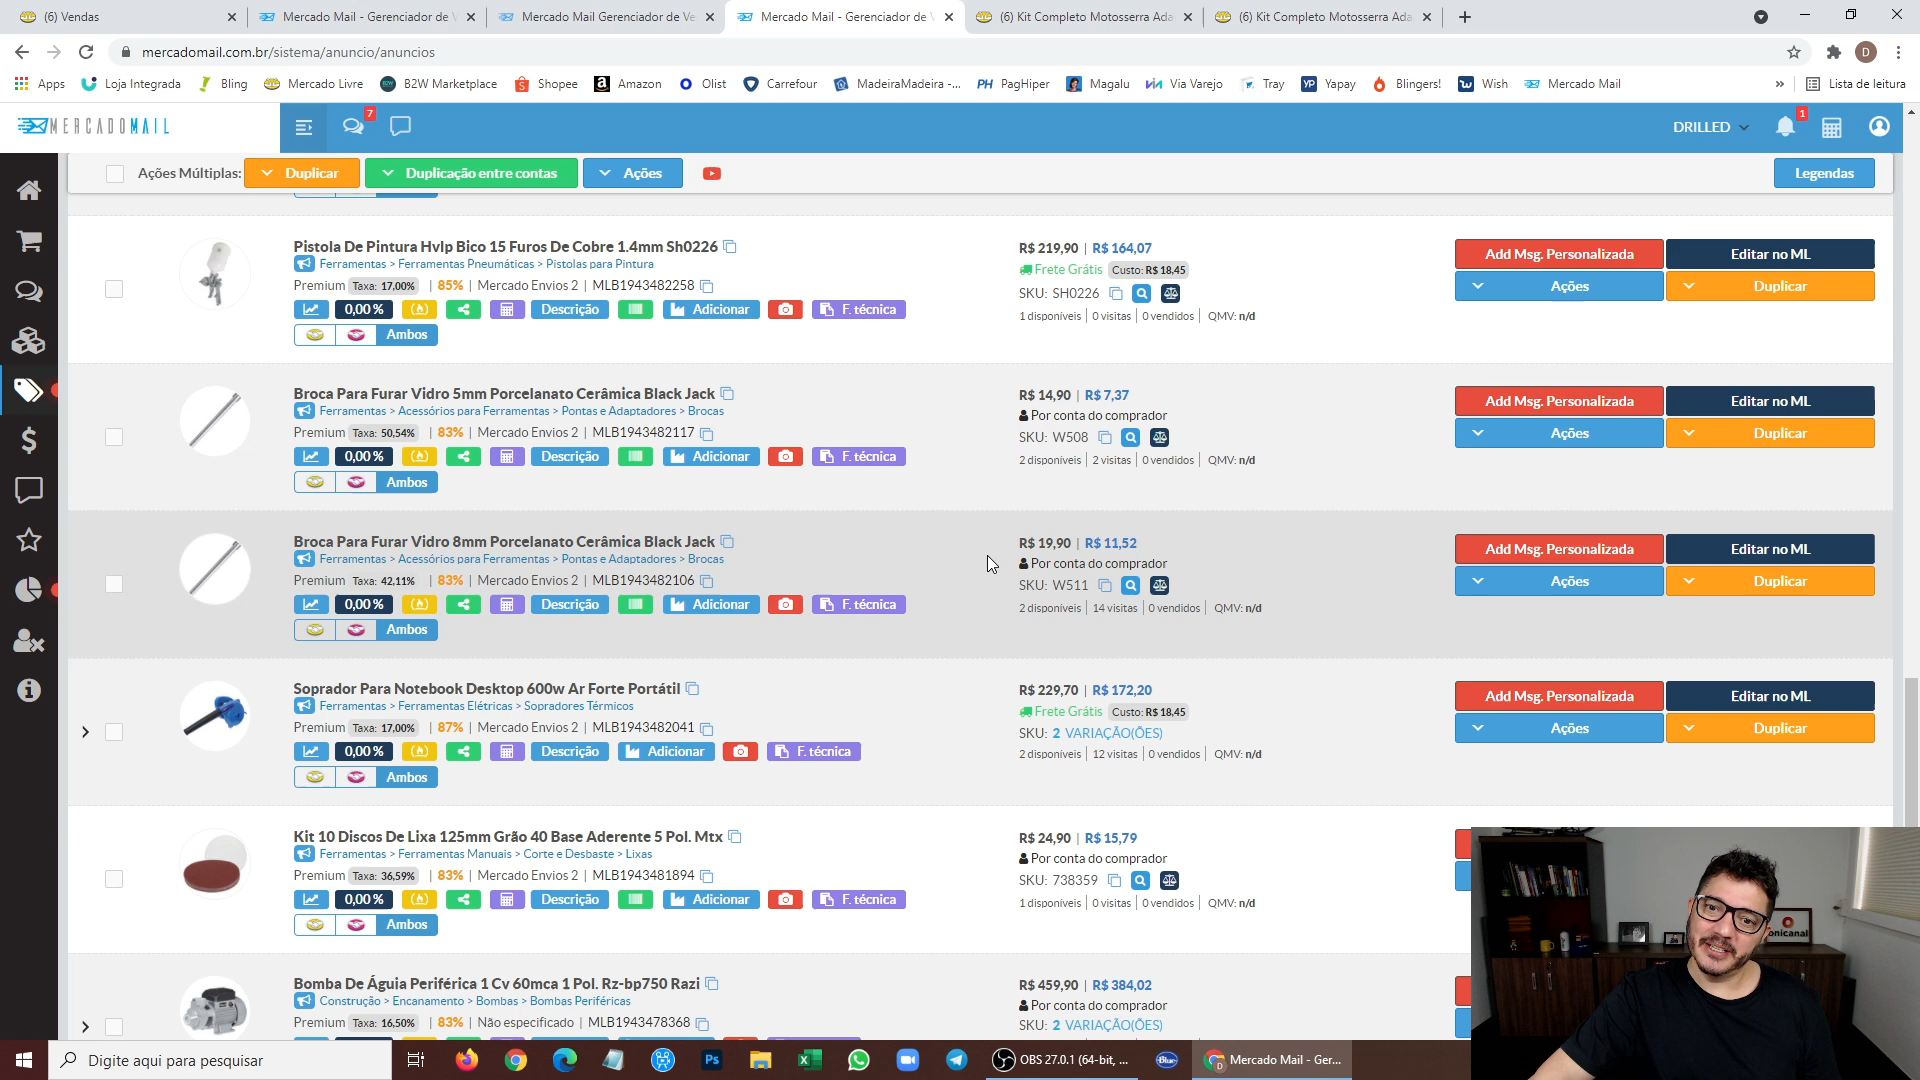 (6) Vendas
Mercado Mail - Gerenciador de V
Mercado Mail Gerenciador de Ve
Mercado Mail - Gerenciador de V
(6) Kit Completo Motosserra Ada
(6) Kit Completo Motosserra Ada
mercadomail.com.br/sistema/anuncio/anuncios
D
Apps Loja Integrada Bling Mercado Livre B2W Marketplace Shopee Amazon Olist Carrefour MadeiraMadeira -... PagHiper Magalu Via Varejo Tray Yapay Blingers! Wish Mercado Mail » Lista de leitura
MERCADOMAIL
7
DRILLED
1
Ações Múltiplas: Duplicar Duplicação entre contas Ações Legendas
Pistola De Pintura Hvlp Bico 15 Furos De Cobre 1.4mm Sh0226
Ferramentas > Ferramentas Pneumáticas > Pistolas para Pintura
Premium Taxa: 17,00% | 85% | Mercado Envios 2 | MLB1943482258
0,00 % Descrição Adicionar F. técnica
Ambos
R$ 219,90 | R$ 164,07
Frete Grátis Custo: R$ 18,45
SKU: SH0226
1 disponíveis | 0 visitas | 0 vendidos | QMV: n/d
Add Msg. Personalizada Editar no ML
Ações Duplicar
Broca Para Furar Vidro 5mm Porcelanato Cerâmica Black Jack
Ferramentas > Acessórios para Ferramentas > Pontas e Adaptadores > Brocas
Premium Taxa: 50,54% | 83% | Mercado Envios 2 | MLB1943482117
0,00 % Descrição Adicionar F. técnica
Ambos
R$ 14,90 | R$ 7,37
Por conta do comprador
SKU: W508
2 disponíveis | 2 visitas | 0 vendidos | QMV: n/d
Add Msg. Personalizada Editar no ML
Ações Duplicar
Broca Para Furar Vidro 8mm Porcelanato Cerâmica Black Jack
Ferramentas > Acessórios para Ferramentas > Pontas e Adaptadores > Brocas
Premium Taxa: 42,11% | 83% | Mercado Envios 2 | MLB1943482106
0,00 % Descrição Adicionar F. técnica
Ambos
R$ 19,90 | R$ 11,52
Por conta do comprador
SKU: W511
2 disponíveis | 14 visitas | 0 vendidos | QMV: n/d
Add Msg. Personalizada Editar no ML
Ações Duplicar
Soprador Para Notebook Desktop 600w Ar Forte Portátil
Ferramentas > Ferramentas Elétricas > Sopradores Térmicos
Premium Taxa: 17,00% | 87% | Mercado Envios 2 | MLB1943482041
0,00 % Descrição Adicionar F. técnica
Ambos
R$ 229,70 | R$ 172,20
Frete Grátis Custo: R$ 18,45
SKU: 2 VARIAÇÃO(ÕES)
2 disponíveis | 12 visitas | 0 vendidos | QMV: n/d
Add Msg. Personalizada Editar no ML
Ações Duplicar
Kit 10 Discos De Lixa 125mm Grão 40 Base Aderente 5 Pol. Mtx
Ferramentas > Ferramentas Manuais > Corte e Desbaste > Lixas
Premium Taxa: 36,59% | 83% | Mercado Envios 2 | MLB1943481894
0,00 % Descrição Adicionar F. técnica
Ambos
R$ 24,90 | R$ 15,79
Por conta do comprador
SKU: 738359
1 disponíveis | 0 visitas | 0 vendidos | QMV: n/d
onicanal
Bomba De Águia Periférica 1 Cv 60mca 1 Pol. Rz-bp750 Razi
Construção > Encanamento > Bombas > Bombas Periféricas
Premium Taxa: 16,50% | 83% | Não especificado | MLB1943478368
R$ 459,90 | R$ 384,02
Por conta do comprador
SKU: 2 VARIAÇÃO(ÕES)
Digite aqui para pesquisar
Ps
OBS 27.0.1 (64-bit, ...
Blue
Mercado Mail - Ger...